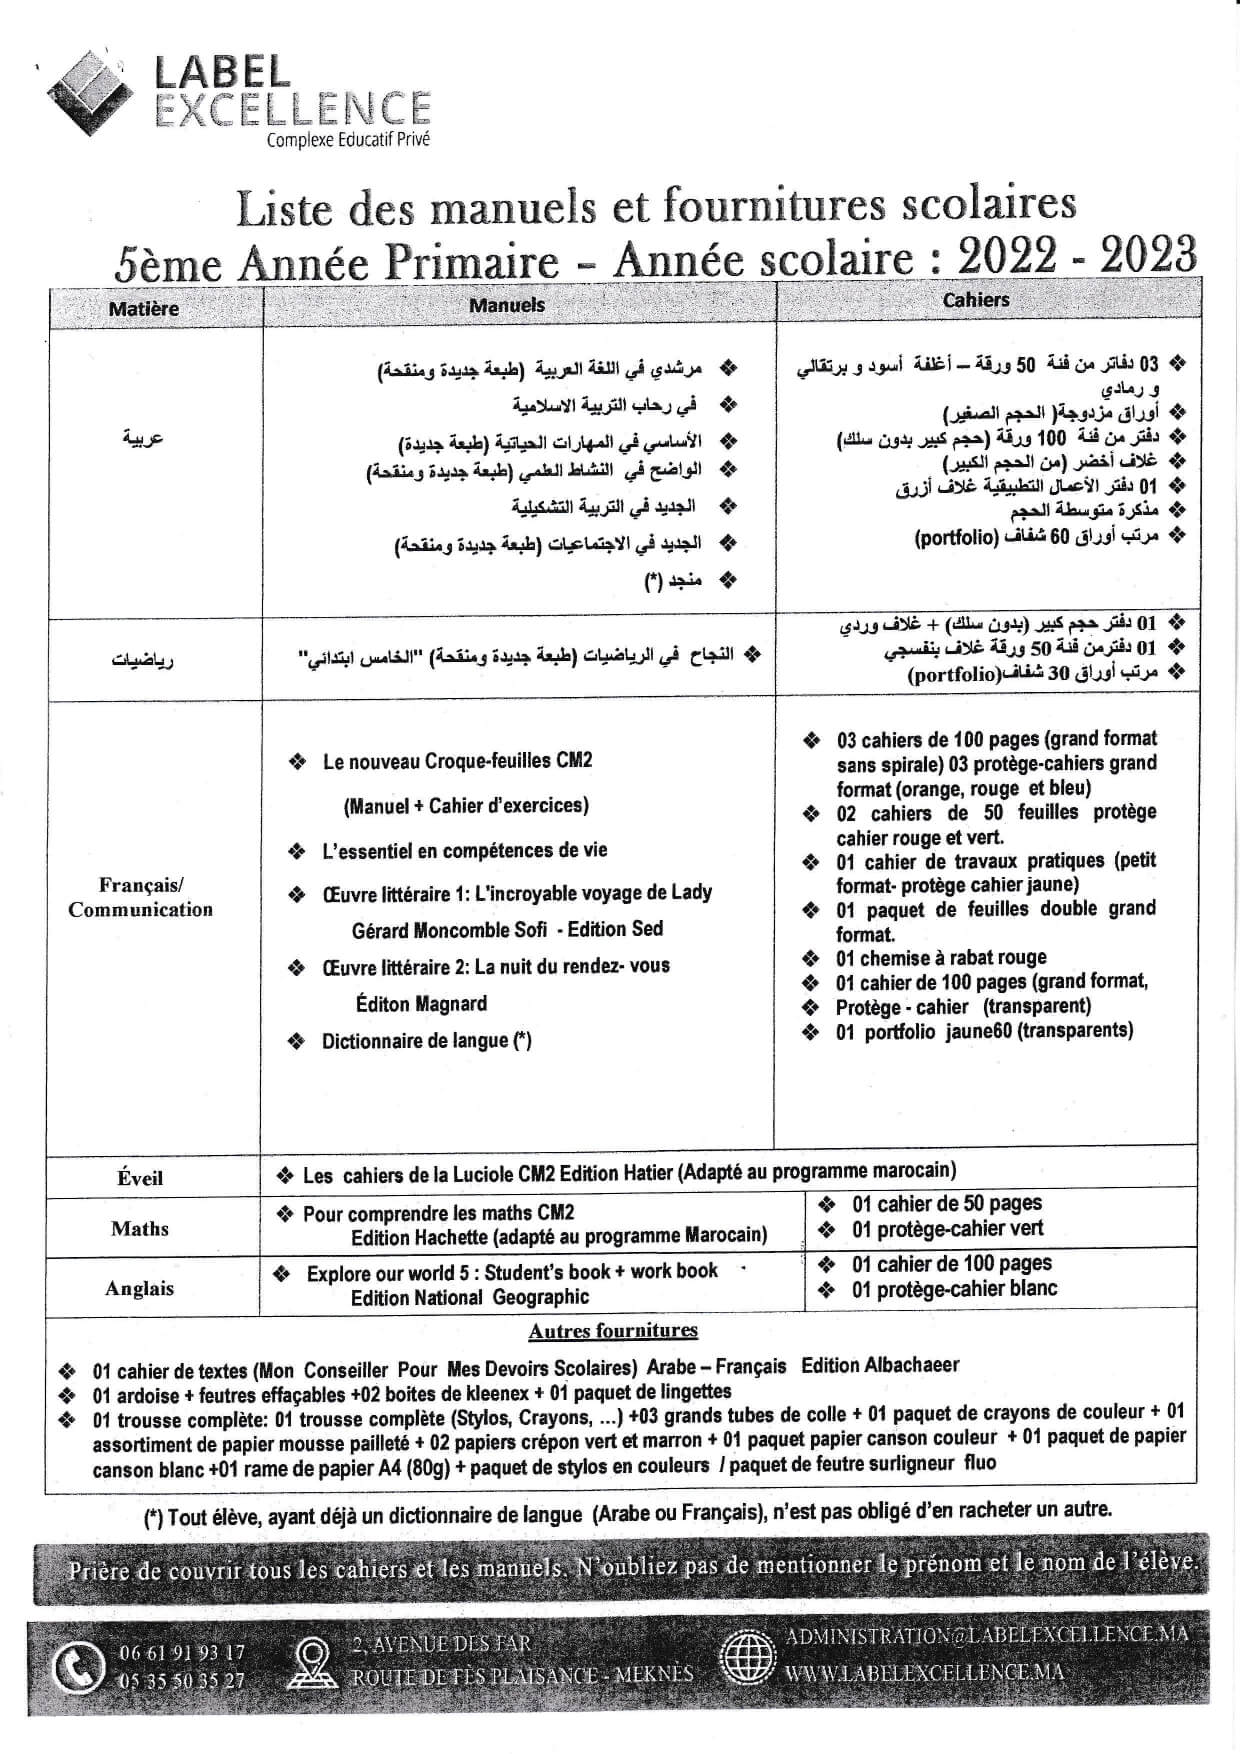 LABEL
EXCELLENCE
Complexe Educatif Privé
Liste des manuels et fournitures scolaires
5ème Année Primaire – Année scolaire : 2022 - 2023
Matière
Manuels
Cahiers
عربية
❖ مرشدي في اللغة العربية (طبعة جديدة ومنقحة)
❖ في رحاب التربية الاسلامية
❖ الأساسي في المهارات الحياتية (طبعة جديدة)
❖ الواضح في النشاط العلمي (طبعة جديدة ومنقحة)
❖ الجديد في التربية التشكيلية
❖ الجديد في الاجتماعيات (طبعة جديدة ومنقحة)
❖ منجد (*)
❖ 03 دفاتر من فئة 50 ورقة – أغلفة أسود و برتقالي
و رمادي
❖ أوراق مزدوجة( الحجم الصغير)
❖ دفتر من فئة 100 ورقة (حجم كبير بدون سلك)
❖ غلاف أخضر (من الحجم الكبير)
❖ 01 دفتر الأعمال التطبيقية غلاف أزرق
❖ مذكرة متوسطة الحجم
❖ مرتب أوراق 60 شفاف (portfolio)
رياضيات
❖ النجاح في الرياضيات (طبعة جديدة ومنقحة) "الخامس ابتدائي"
❖ 01 دفتر حجم كبير (بدون سلك) + غلاف وردي
❖ 01 دفترمن فئة 50 ورقة غلاف بنفسجي
❖ مرتب أوراق 30 شفاف(portfolio)
Français/
Communication
❖ Le nouveau Croque-feuilles CM2
(Manuel + Cahier d'exercices)
❖ L'essentiel en compétences de vie
❖ Œuvre littéraire 1: L'incroyable voyage de Lady
Gérard Moncomble Sofi - Edition Sed
❖ Œuvre littéraire 2: La nuit du rendez- vous
Éditon Magnard
❖ Dictionnaire de langue (*)
❖ 03 cahiers de 100 pages (grand format
sans spirale) 03 protège-cahiers grand
format (orange, rouge et bleu)
❖ 02 cahiers de 50 feuilles protège
cahier rouge et vert.
❖ 01 cahier de travaux pratiques (petit
format- protège cahier jaune)
❖ 01 paquet de feuilles double grand
format.
❖ 01 chemise à rabat rouge
❖ 01 cahier de 100 pages (grand format,
❖ Protège - cahier (transparent)
❖ 01 portfolio jaune60 (transparents)
Éveil
❖ Les cahiers de la Luciole CM2 Edition Hatier (Adapté au programme marocain)
Maths
❖ Pour comprendre les maths CM2
Edition Hachette (adapté au programme Marocain)
❖ 01 cahier de 50 pages
❖ 01 protège-cahier vert
Anglais
❖ Explore our world 5 : Student's book + work book
Edition National Geographic
❖ 01 cahier de 100 pages
❖ 01 protège-cahier blanc
Autres fournitures
❖ 01 cahier de textes (Mon Conseiller Pour Mes Devoirs Scolaires) Arabe – Français Edition Albachaeer
❖ 01 ardoise + feutres effaçables +02 boites de kleenex + 01 paquet de lingettes
❖ 01 trousse complète: 01 trousse complète (Stylos, Crayons, ...) +03 grands tubes de colle + 01 paquet de crayons de couleur + 01
assortiment de papier mousse pailleté + 02 papiers crépon vert et marron + 01 paquet papier canson couleur + 01 paquet de papier
canson blanc +01 rame de papier A4 (80g) + paquet de stylos en couleurs / paquet de feutre surligneur fluo
(*) Tout élève, ayant déjà un dictionnaire de langue (Arabe ou Français), n'est pas obligé d'en racheter un autre.
Prière de couvrir tous les cahiers et les manuels. N'oubliez pas de mentionner le prénom et le nom de l'élève.
06 61 91 93 17
05 35 50 35 27
2, AVENUE DES FAR
ROUTE DE FÈS PLAISANCE - MEKNÈS
ADMINISTRATION@LABELEXCELLENCE.MA
WWW.LABELEXCELLENCE.MA